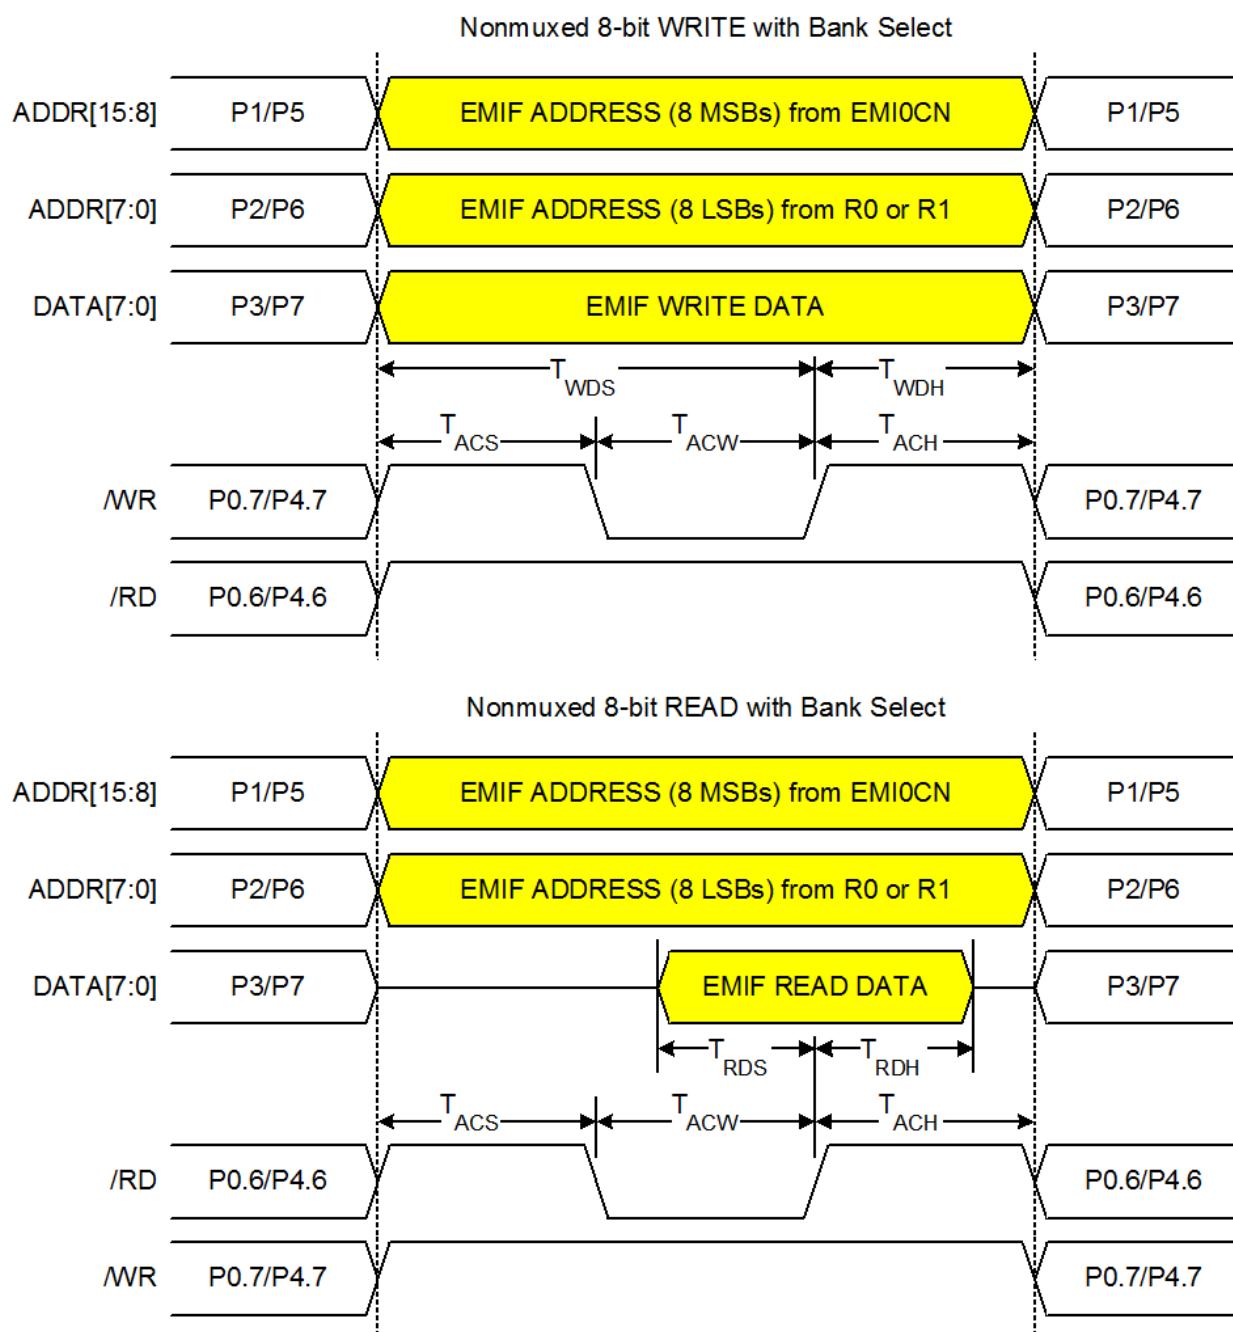 Nonmuxed 8-bit WRITE with Bank Select
ADDR[15:8] P1/P5 EMIF ADDRESS (8 MSBs) from EMI0CN P1/P5
ADDR[7:0] P2/P6 EMIF ADDRESS (8 LSBs) from R0 or R1 P2/P6
DATA[7:0] P3/P7 EMIF WRITE DATA P3/P7
TWDS TWDH
TACS TACW TACH
/WR P0.7/P4.7 P0.7/P4.7
/RD P0.6/P4.6 P0.6/P4.6
Nonmuxed 8-bit READ with Bank Select
ADDR[15:8] P1/P5 EMIF ADDRESS (8 MSBs) from EMI0CN P1/P5
ADDR[7:0] P2/P6 EMIF ADDRESS (8 LSBs) from R0 or R1 P2/P6
DATA[7:0] P3/P7 EMIF READ DATA P3/P7
TRDS TRDH
TACS TACW TACH
/RD P0.6/P4.6 P0.6/P4.6
/WR P0.7/P4.7 P0.7/P4.7